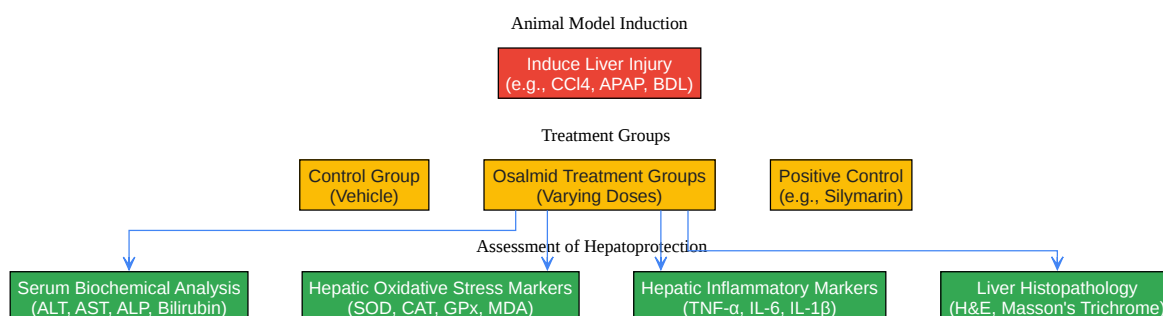 Animal Model Induction
Induce Liver Injury
(e.g., CCl4, APAP, BDL)
Treatment Groups
Control Group
(Vehicle)
Osalmid Treatment Groups
(Varying Doses)
Positive Control
(e.g., Silymarin)
Assessment of Hepatoprotection
Serum Biochemical Analysis
(ALT, AST, ALP, Bilirubin)
Hepatic Oxidative Stress Markers
(SOD, CAT, GPx, MDA)
Hepatic Inflammatory Markers
(TNF-α, IL-6, IL-1β)
Liver Histopathology
(H&E, Masson's Trichrome)